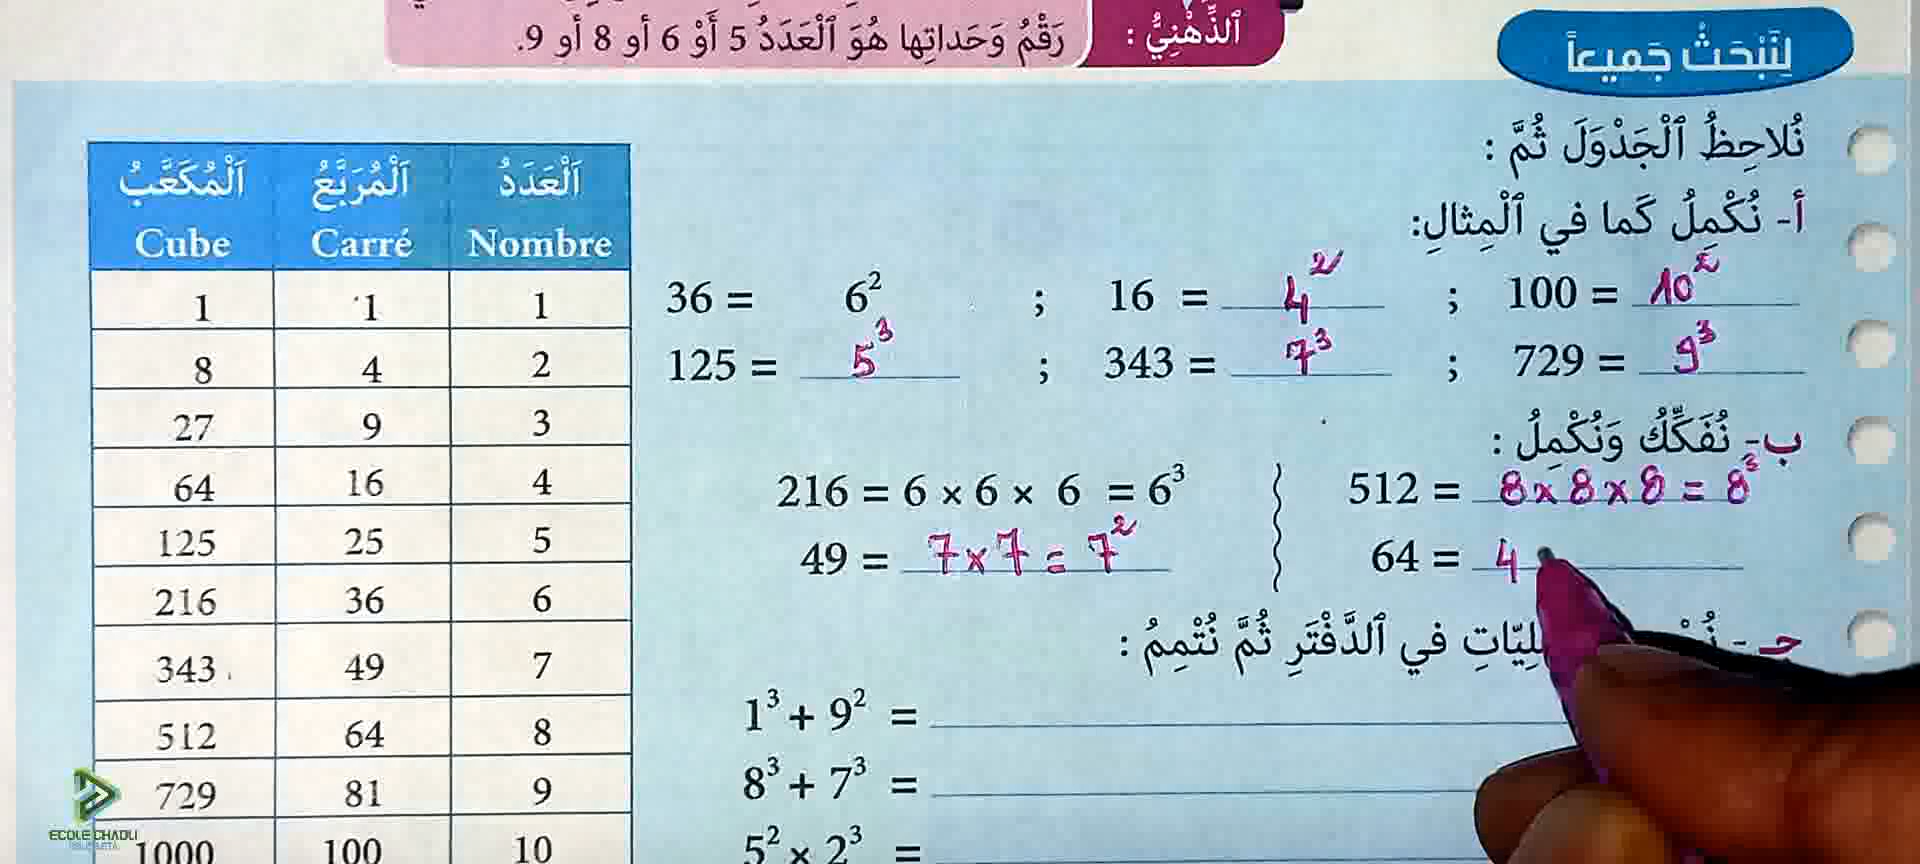 ٱلذِّهْنِيُّ :
رَقْمُ وَحَداتِها هُوَ ٱلْعَدَدُ 5 أَوْ 6 أو 8 أو 9.
لِنَبْحَثْ جَميعاً
نُلاحِظُ ٱلْجَدْوَلَ ثُمَّ :
أ- نُكْمِلُ كَما في ٱلْمِثالِ:
36 = 6² ; 16 = 4² ; 100 = 10²
125 = 5³ ; 343 = 7³ ; 729 = 9³
ب- نُفَكِّكُ وَنُكْمِلُ :
216 = 6 × 6 × 6 = 6³
512 = 8 × 8 × 8 = 8³
49 = 7 × 7 = 7²
64 = 4
جـ -
في ٱلدَّفْتَرِ ثُمَّ نُتْمِمُ :
1³ + 9² =
8³ + 7³ =
5² × 2³ =
اَلْمُكَعَّبُ اَلْمُرَبَّعُ اَلْعَدَدُ
Cube Carré Nombre
1 1 1
8 4 2
27 9 3
64 16 4
125 25 5
216 36 6
343 49 7
512 64 8
729 81 9
1000 100 10
ECOLE CHADLI